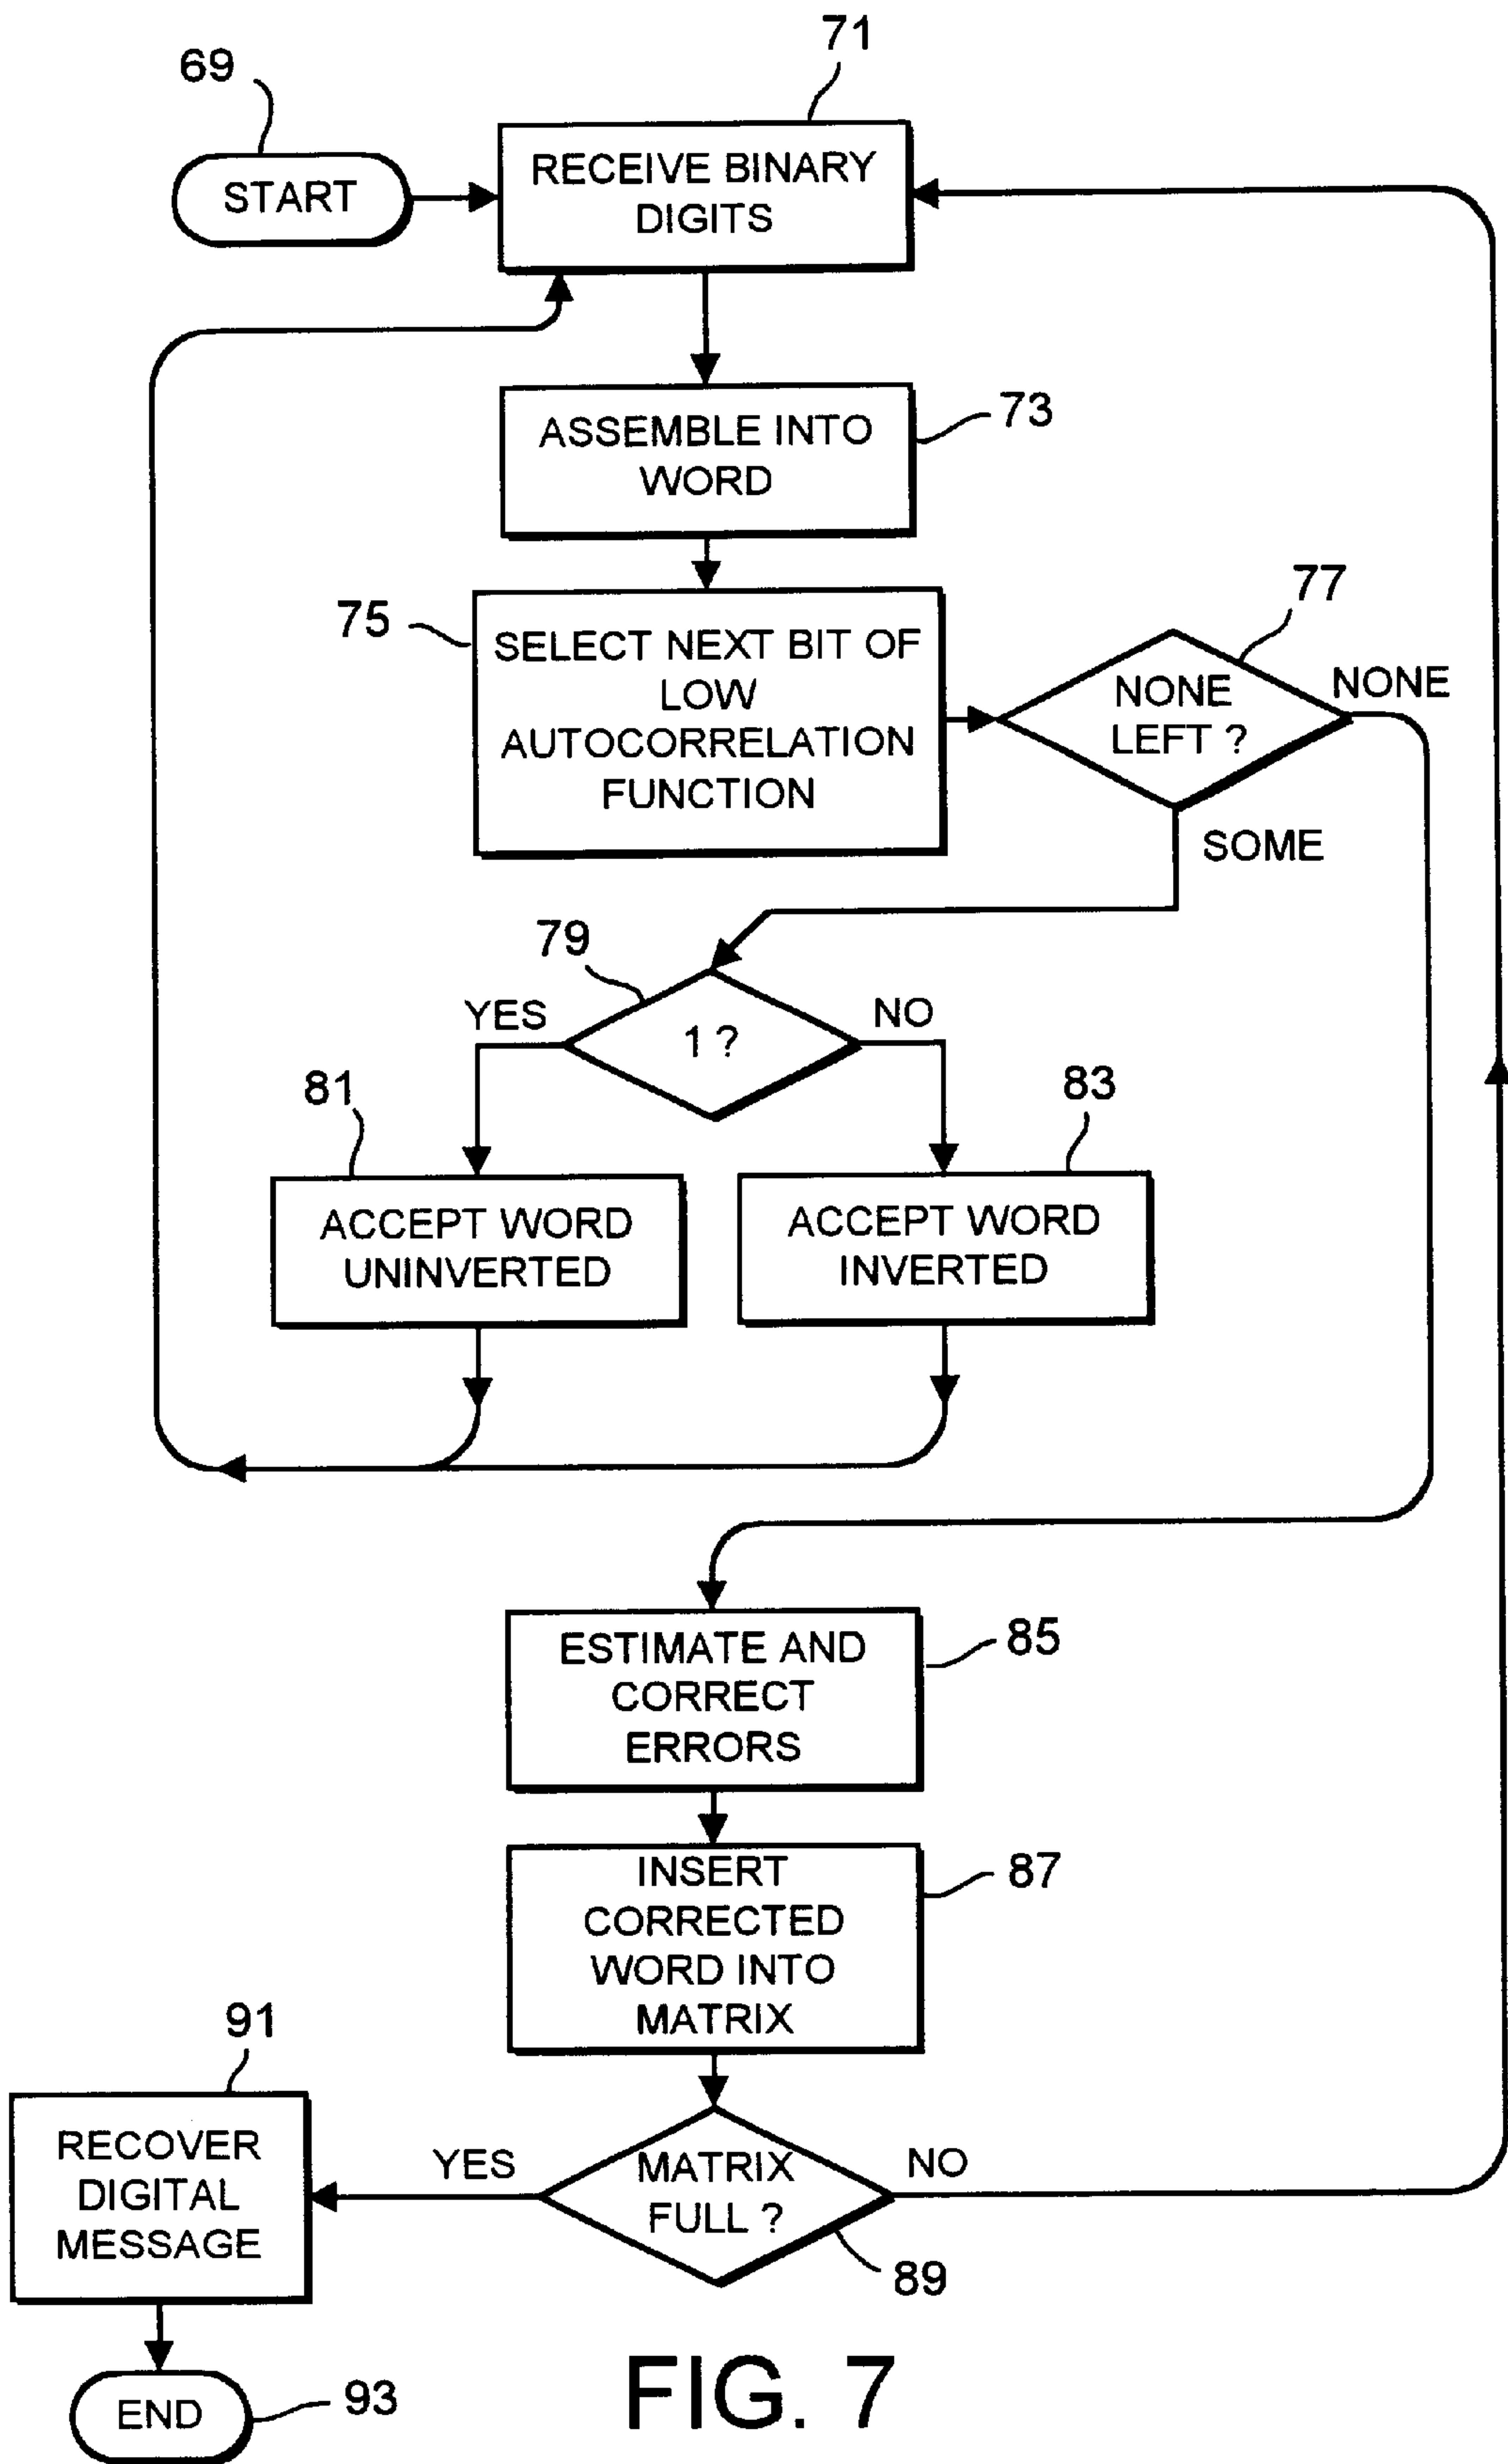 71
69
START
RECEIVE BINARY
DIGITS
ASSEMBLE INTO
WORD
73
75
SELECT NEXT BIT OF
LOW
AUTOCORRELATION
FUNCTION
77
NONE
LEFT ?
NONE
SOME
79
YES
1 ?
NO
81
83
ACCEPT WORD
UNINVERTED
ACCEPT WORD
INVERTED
ESTIMATE AND
CORRECT
ERRORS
85
INSERT
CORRECTED
WORD INTO
MATRIX
87
91
RECOVER
DIGITAL
MESSAGE
YES
MATRIX
FULL ?
NO
89
END
93
FIG. 7